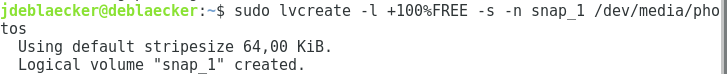 jdeblaecker@deblaecker:~$ sudo lvcreate -l +100%FREE -s -n snap_1 /dev/media/pho
tos
  Using default stripesize 64,00 KiB.
  Logical volume "snap_1" created.